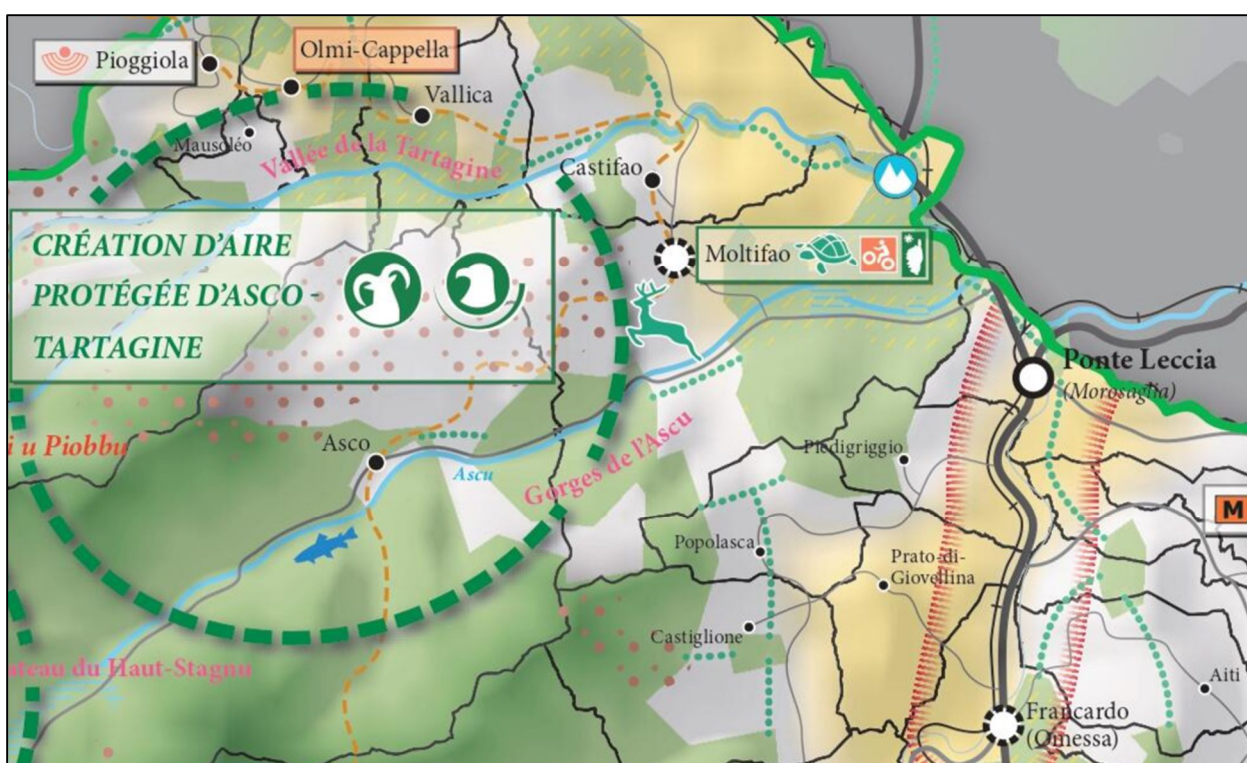 Pioggiola
Olmi-Cappella
Vallica
Mausoléo
Vallée de la Tartagine
Castifao
CRÉATION D'AIRE
PROTÉGÉE D'ASCO -
TARTAGINE
Moltifao
Ponte Leccia
(Morosaglia)
i u Piobbu
Asco
Ascu
Gorges de l'Ascu
Piedigriggio
M
Popolasca
Prato-di-
Giovellina
Castiglione
ateau du Haut-Stagnu
Aiti
Francardo
(Omessa)